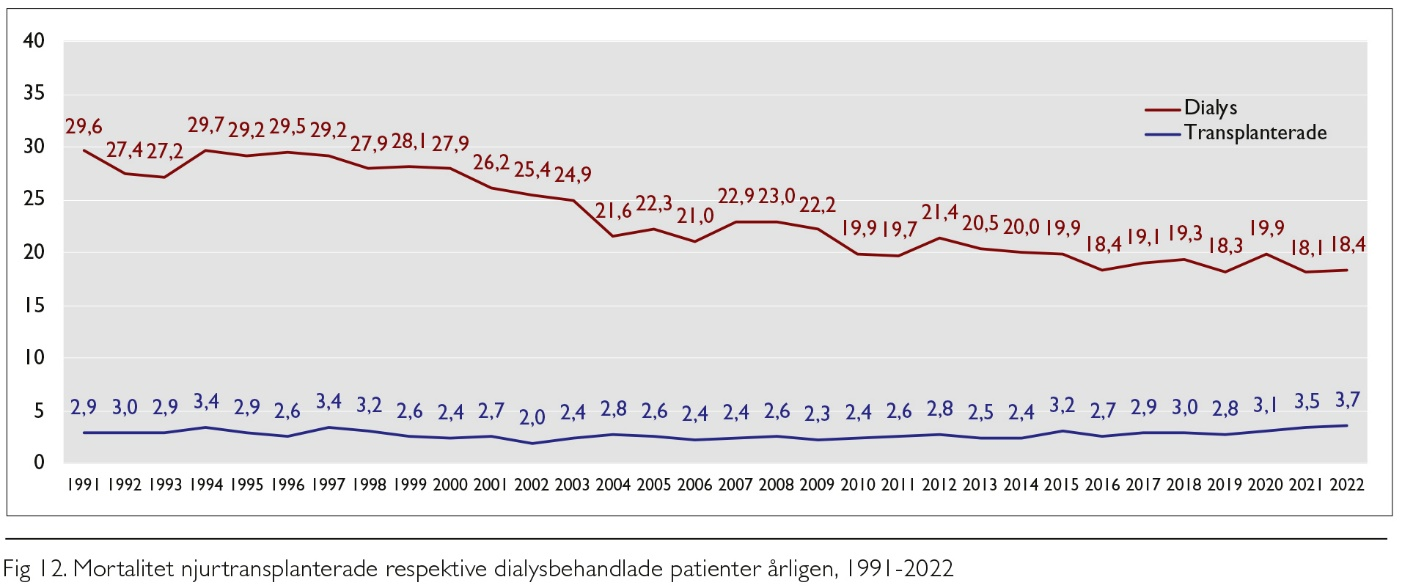 40
35
30
25
20
15
10
5
0
Dialys
Transplanterade
29,6 27,4 27,2 29,7 29,2 29,5 29,2 27,9 28,1 27,9 26,2 25,4 24,9 21,6 22,3 21,0 22,9 23,0 22,2 19,9 19,7 21,4 20,5 20,0 19,9 18,4 19,1 19,3 18,3 19,9 18,1 18,4
2,9 3,0 2,9 3,4 2,9 2,6 3,4 3,2 2,6 2,4 2,7 2,0 2,4 2,8 2,6 2,4 2,4 2,6 2,3 2,4 2,6 2,8 2,5 2,4 3,2 2,7 2,9 3,0 2,8 3,1 3,5 3,7
1991 1992 1993 1994 1995 1996 1997 1998 1999 2000 2001 2002 2003 2004 2005 2006 2007 2008 2009 2010 2011 2012 2013 2014 2015 2016 2017 2018 2019 2020 2021 2022
Fig 12. Mortalitet njurtransplanterade respektive dialysbehandlade patienter årligen, 1991-2022